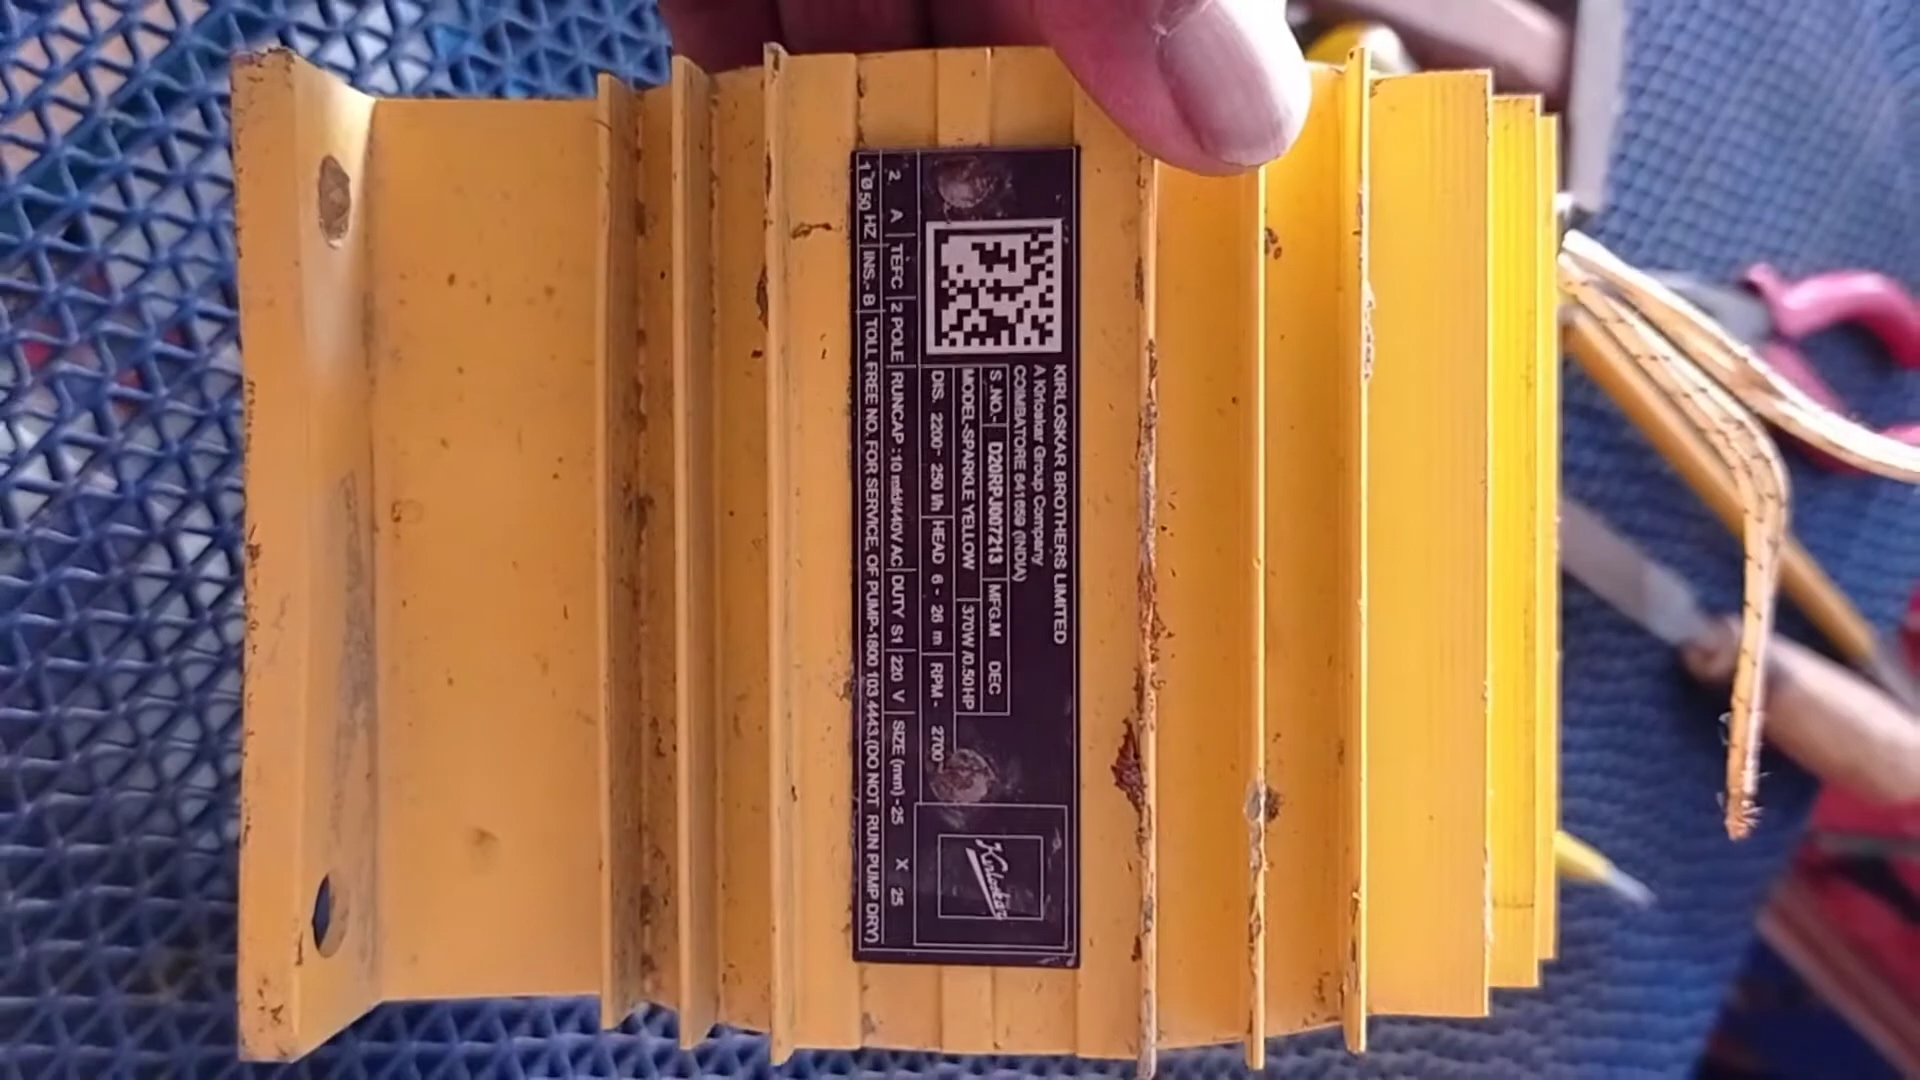 KIRLOSKAR BROTHERS LIMITED
A Kirloskar Group Company
COIMBATORE 641659 (INDIA)
S.NO.- D20RPJ007213 MFG.M DEC
MODEL-SPARKLE YELLOW 370W /0.50HP
DIS. 2200- 250 l/h HEAD 6 - 26 m RPM - 2700
2 A TEFC 2 POLE RUNCAP : 10 mfd/440V AC DUTY S1 220 V SIZE (mm) - 25 X 25
1~Ø 50 HZ INS.- B TOLL FREE NO. FOR SERVICE, OF PUMP-1800 103 4443.(DO NOT RUN PUMP DRY)
Kirloskar